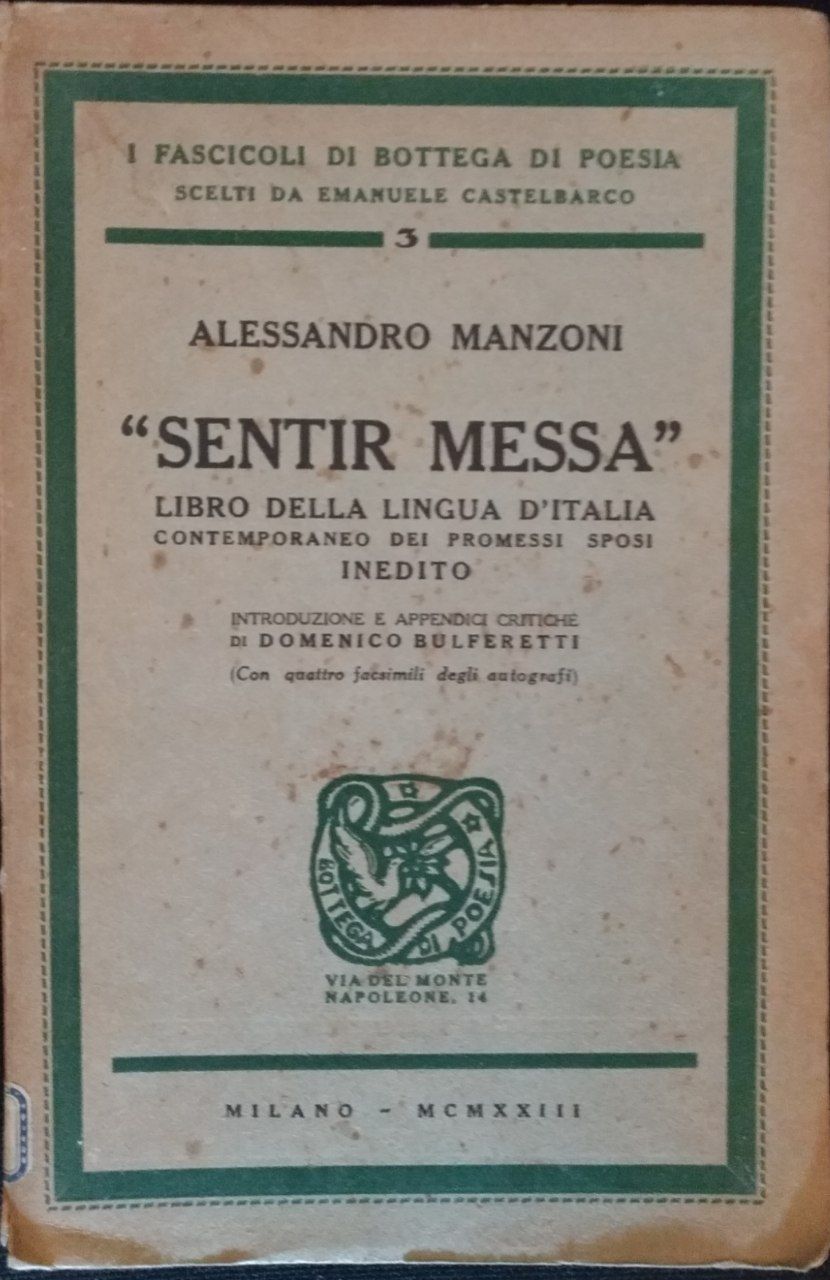 I FASCICOLI DI BOTTEGA DI POESIA
SCELTI DA EMANUELE CASTELBARCO
3
ALESSANDRO MANZONI
“SENTIR MESSA”
LIBRO DELLA LINGUA D'ITALIA
CONTEMPORANEO DEI PROMESSI SPOSI
INEDITO
INTRODUZIONE E APPENDICI CRITICHE
DI DOMENICO BULFERETTI
(Con quattro facsimili degli autografi)
BOTTEGA DI POESIA
VIA DEL MONTE
NAPOLEONE, 14
MILANO - MCMXXIII